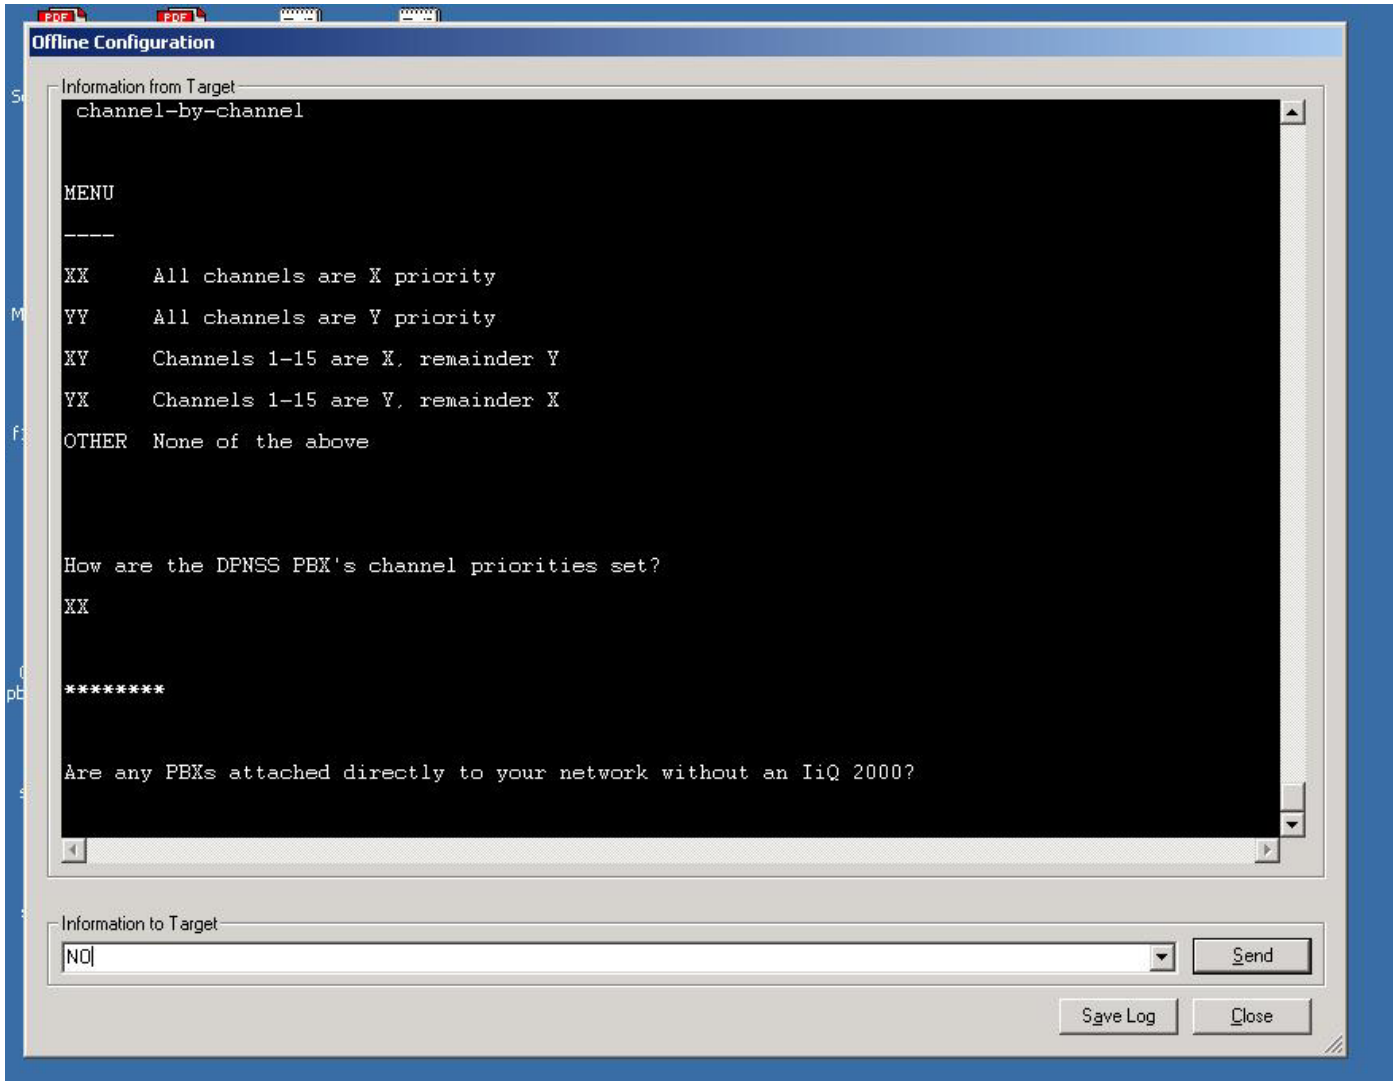 PDF PDF
Offline Configuration
Information from Target
channel-by-channel
MENU
----
XX All channels are X priority
YY All channels are Y priority
XY Channels 1-15 are X, remainder Y
YX Channels 1-15 are Y, remainder X
OTHER None of the above
How are the DPNSS PBX's channel priorities set?
XX
********
Are any PBXs attached directly to your network without an IiQ 2000?
Information to Target
NO
Send
Save Log Close